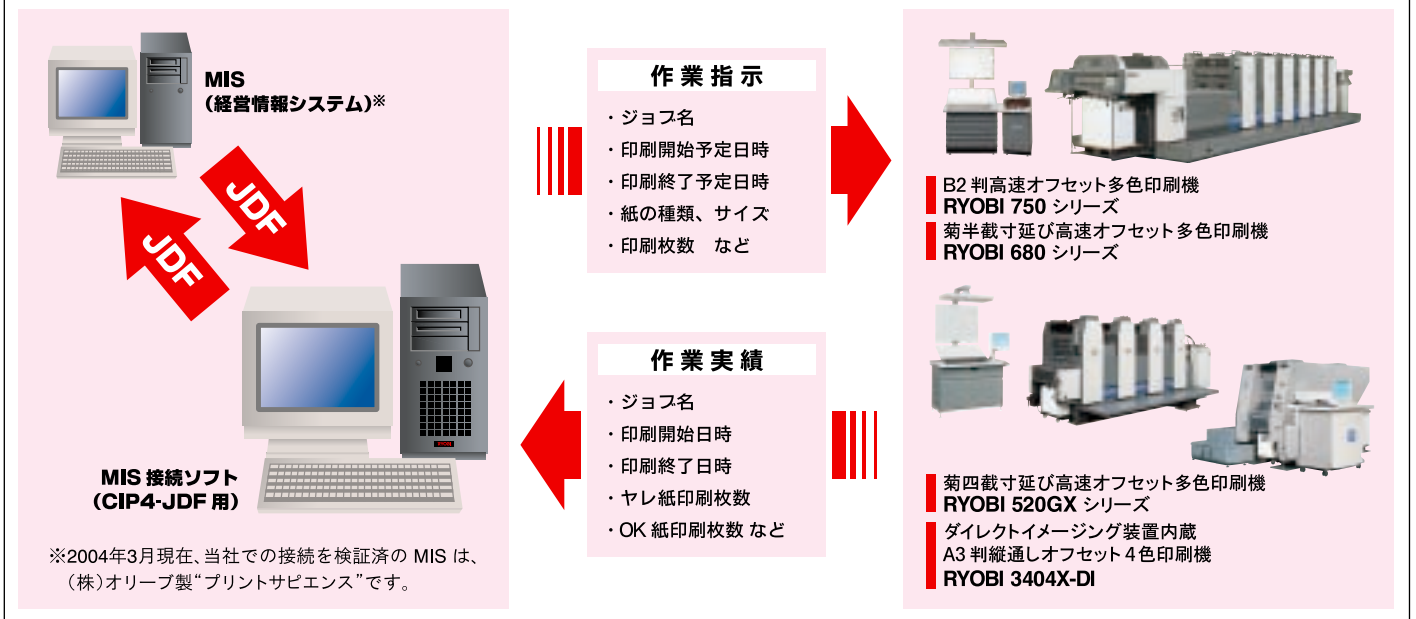 MIS
(経営情報システム)※
JDF
JDF
MIS 接続ソフト
(CIP4-JDF 用)
※2004年3月現在、当社での接続を検証済の MIS は、
(株)オリーブ製“プリントサピエンス”です。
作業指示
・ジョブ名
・印刷開始予定日時
・印刷終了予定日時
・紙の種類、サイズ
・印刷枚数 など
作業実績
・ジョブ名
・印刷開始日時
・印刷終了日時
・ヤレ紙印刷枚数
・OK 紙印刷枚数 など
B2 判高速オフセット多色印刷機
RYOBI 750 シリーズ
菊半截寸延び高速オフセット多色印刷機
RYOBI 680 シリーズ
菊四截寸延び高速オフセット多色印刷機
RYOBI 520GX シリーズ
ダイレクトイメージング装置内蔵
A3 判縦通しオフセット 4 色印刷機
RYOBI 3404X-DI